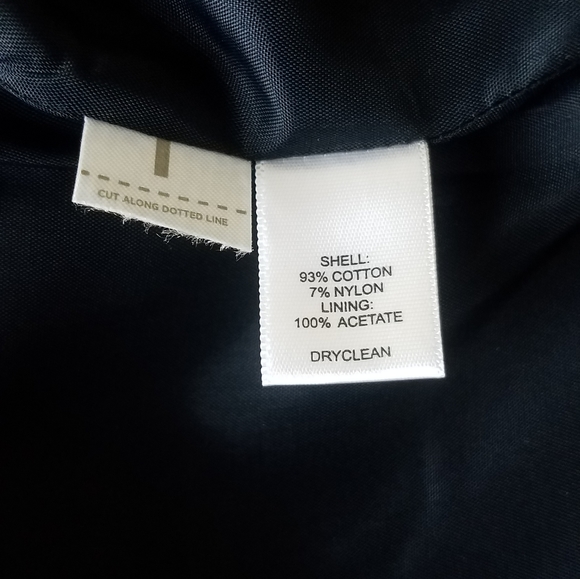 CUT ALONG DOTTED LINE
SHELL:
93% COTTON
7% NYLON
LINING:
100% ACETATE
DRYCLEAN